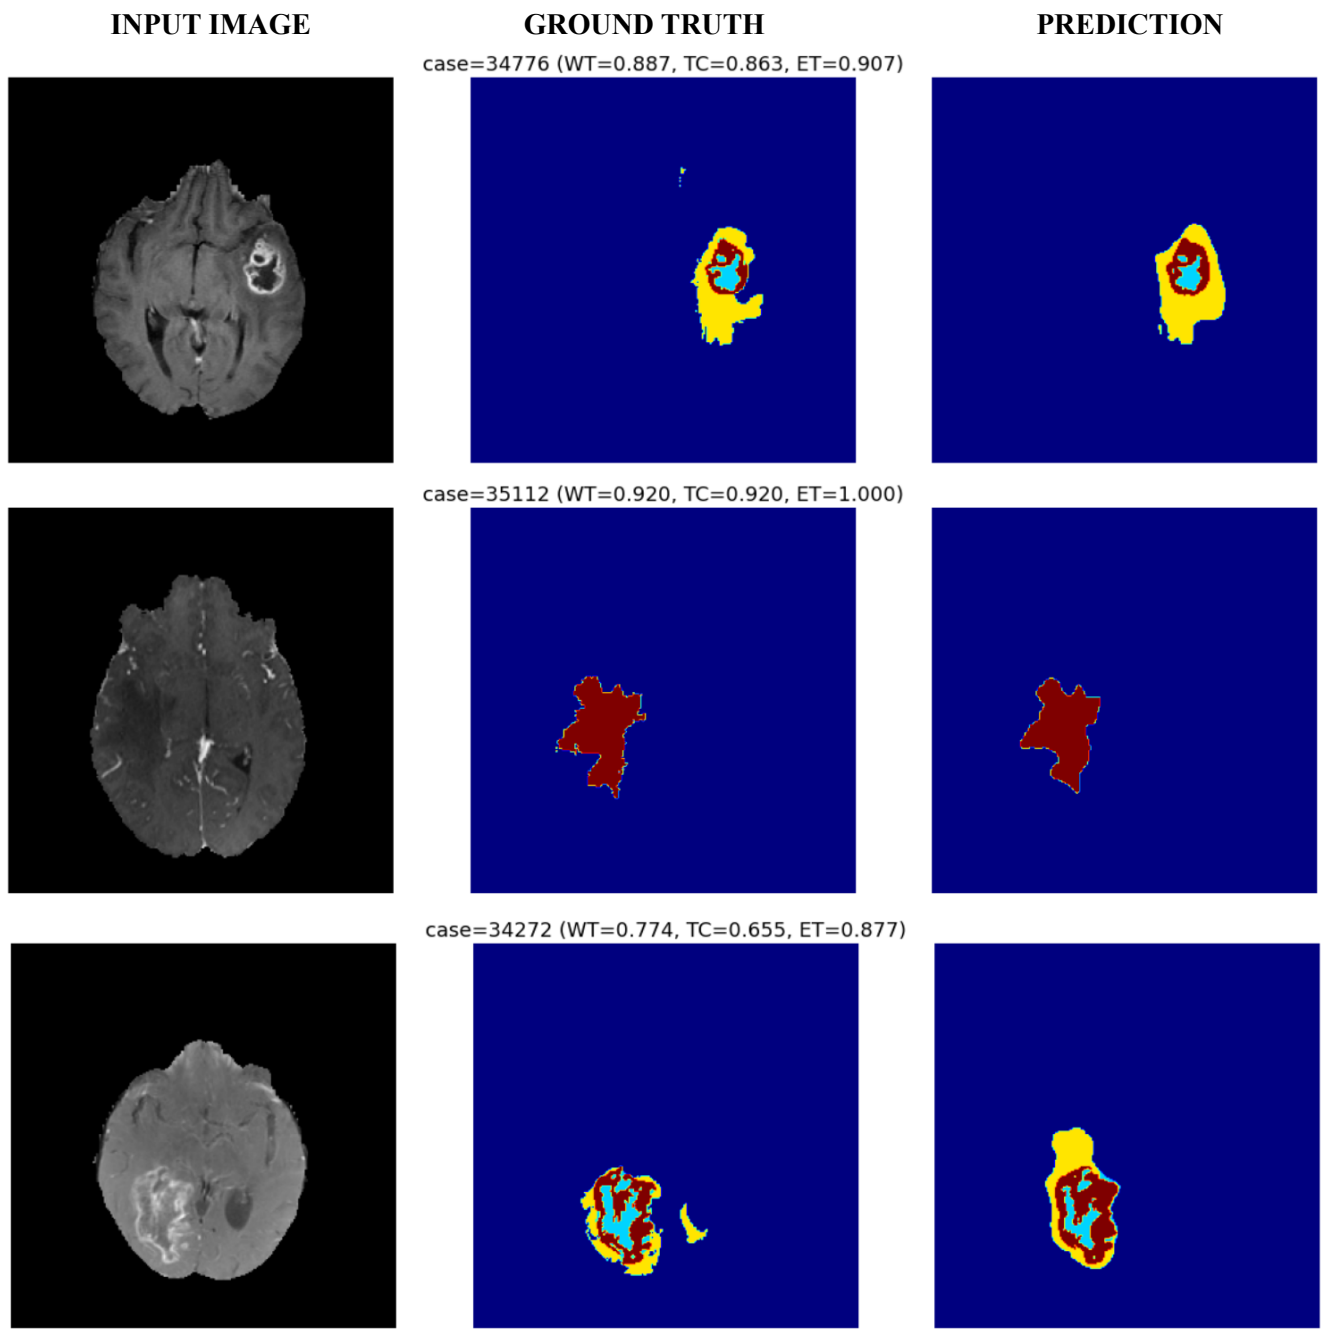 INPUT IMAGE GROUND TRUTH PREDICTION
case=34776 (WT=0.887, TC=0.863, ET=0.907)
case=35112 (WT=0.920, TC=0.920, ET=1.000)
case=34272 (WT=0.774, TC=0.655, ET=0.877)